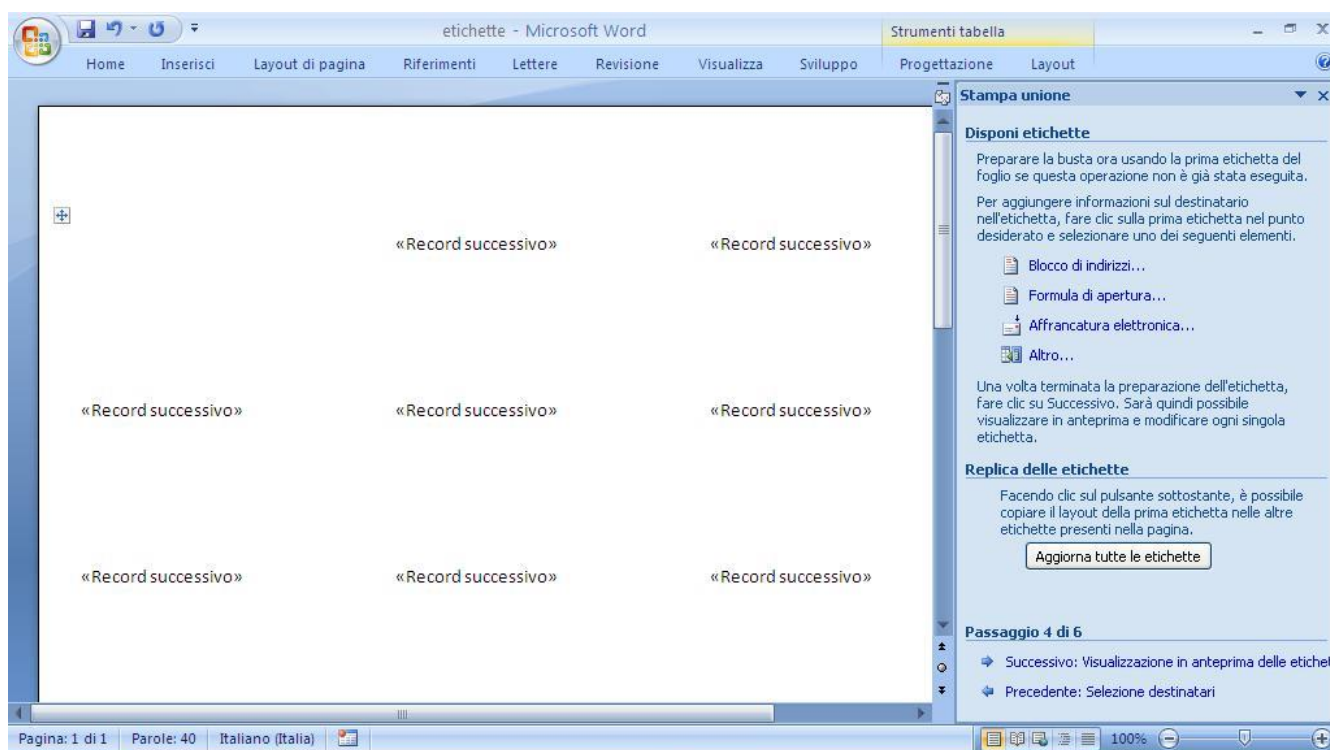 etichette - Microsoft Word
Strumenti tabella
Home Inserisci Layout di pagina Riferimenti Lettere Revisione Visualizza Sviluppo Progettazione Layout
Stampa unione
Disponi etichette
Preparare la busta ora usando la prima etichetta del
foglio se questa operazione non è già stata eseguita.
Per aggiungere informazioni sul destinatario
nell'etichetta, fare clic sulla prima etichetta nel punto
desiderato e selezionare uno dei seguenti elementi.
Blocco di indirizzi...
Formula di apertura...
Affrancatura elettronica...
Altro...
Una volta terminata la preparazione dell'etichetta,
fare clic su Successivo. Sarà quindi possibile
visualizzare in anteprima e modificare ogni singola
etichetta.
Replica delle etichette
Facendo clic sul pulsante sottostante, è possibile
copiare il layout della prima etichetta nelle altre
etichette presenti nella pagina.
Aggiorna tutte le etichette
Passaggio 4 di 6
Successivo: Visualizzazione in anteprima delle etichet
Precedente: Selezione destinatari
«Record successivo» «Record successivo»
«Record successivo» «Record successivo» «Record successivo»
«Record successivo» «Record successivo» «Record successivo»
Pagina: 1 di 1 Parole: 40 Italiano (Italia) 100%